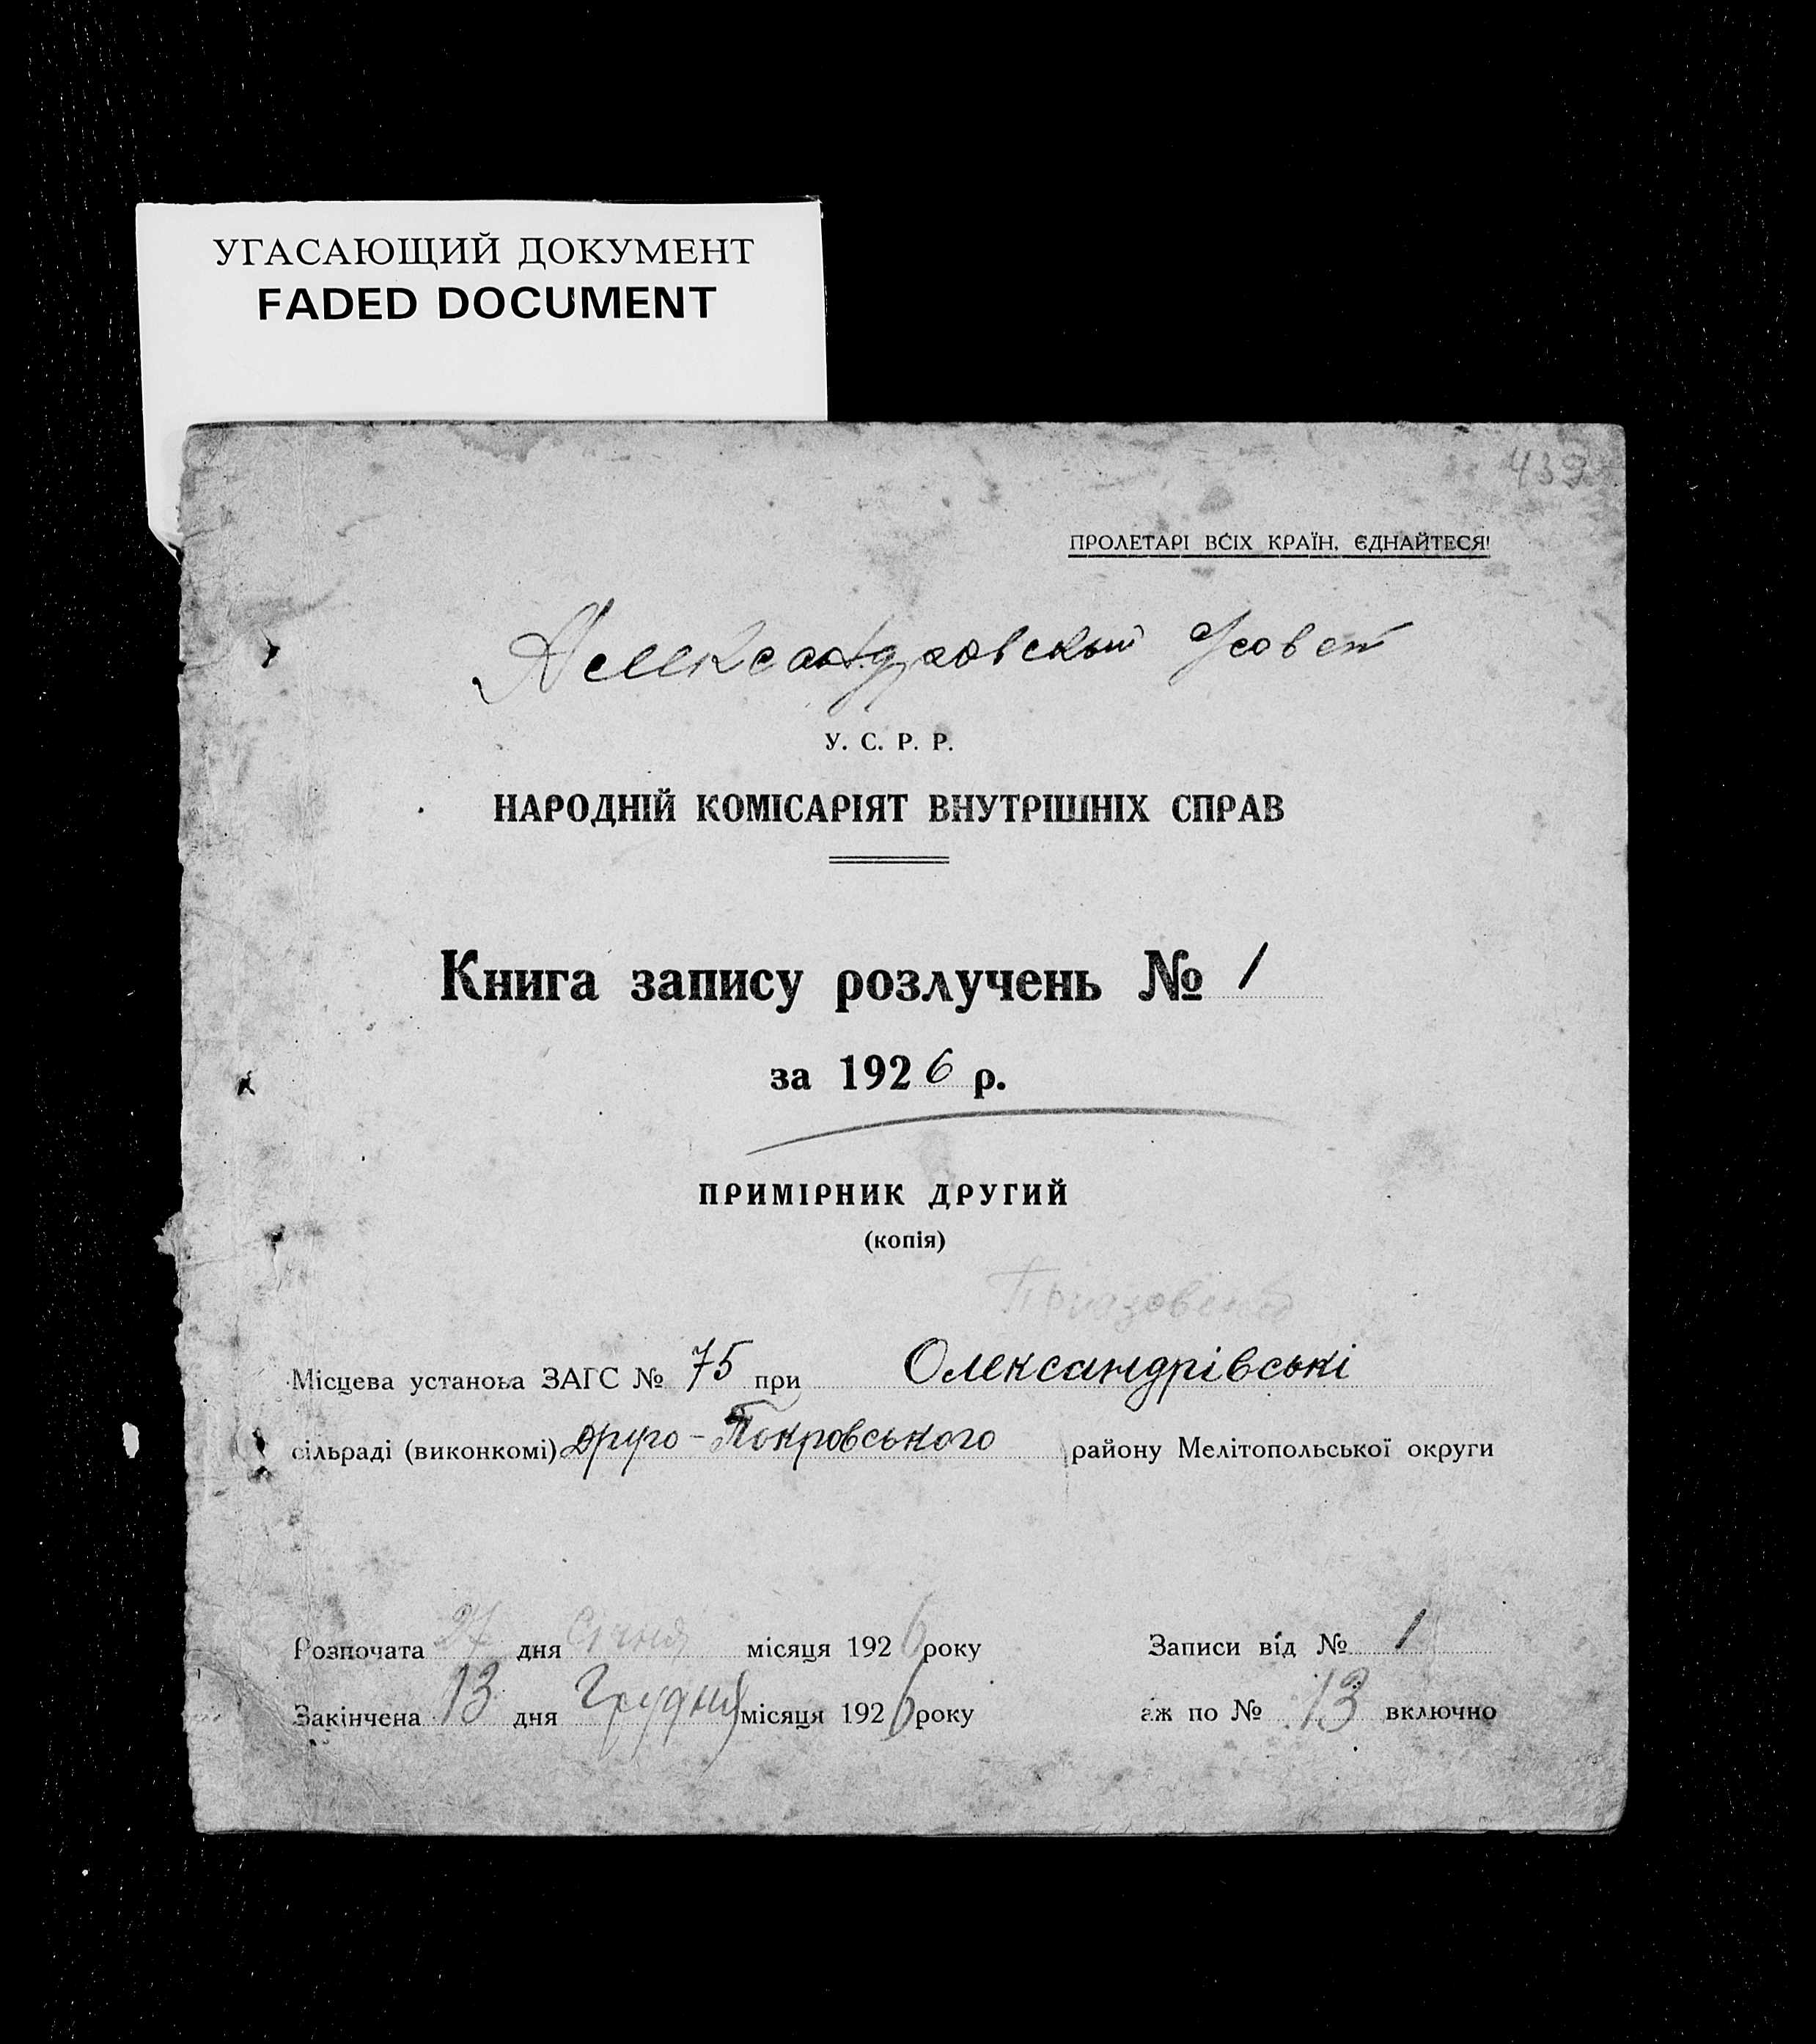 УГАСАЮЩИЙ ДОКУМЕНТ
FADED DOCUMENT
439
ПРОЛЕТАРІ ВСІХ КРАЇН, ЄДНАЙТЕСЯ!
Александровский
У. С. Р. Р.
НАРОДНІЙ КОМІСАРІЯТ ВНУТРІШНІХ СПРАВ
Книга запису розлучень № 1
за 1926 р.
ПРИМІРНИК ДРУГИЙ
(копія)
Місцева установа ЗАГС № 75 при Олександрівські
сільраді (виконкомі) Друго-Покровського району Мелітопольської округи
Розпочата 27 дня Січня місяця 1926 року Записи від № 1
Закінчена 13 дня Грудня місяця 1926 року аж по № 13 включно